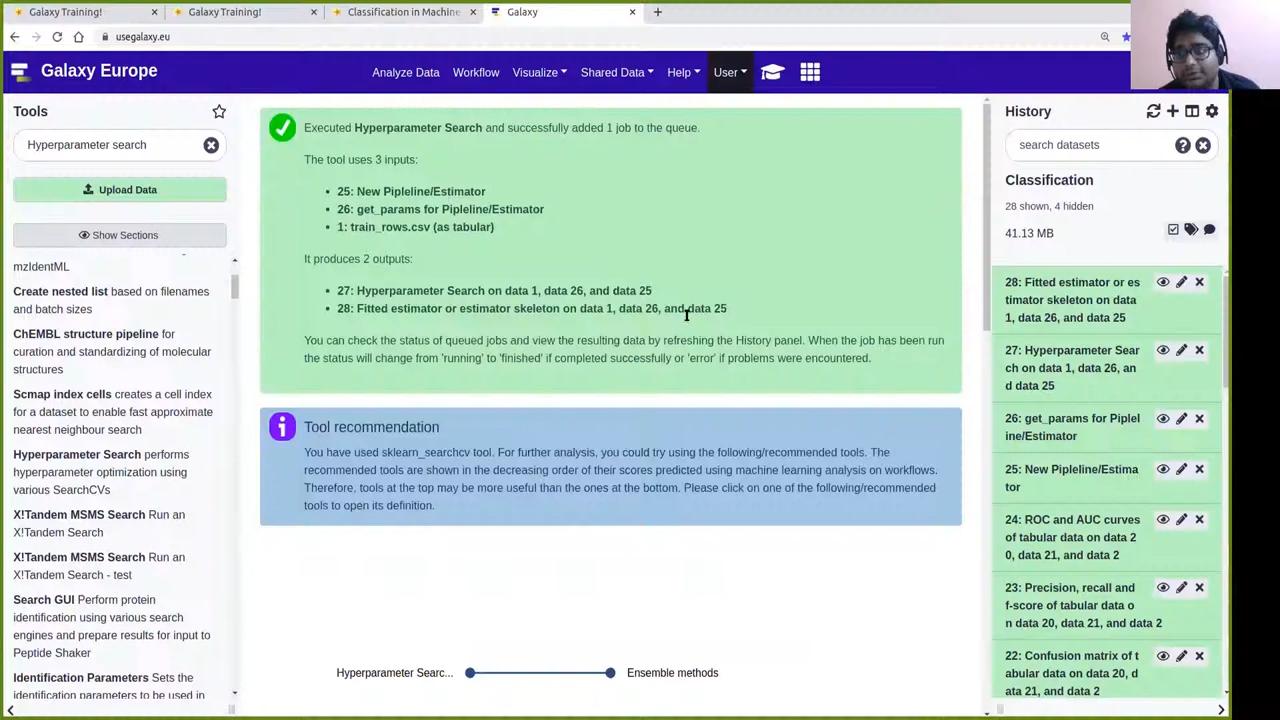 Galaxy Training!
Galaxy Training!
Classification in Machine
Galaxy
usegalaxy.eu
Galaxy Europe
Analyze Data
Workflow
Visualize
Shared Data
Help
User
Tools
Hyperparameter search
Upload Data
Show Sections
mzIdentML
Create nested list based on filenames
and batch sizes
ChEMBL structure pipeline for
curation and standardizing of molecular
structures
Scmap index cells creates a cell index
for a dataset to enable fast approximate
nearest neighbour search
Hyperparameter Search performs
hyperparameter optimization using
various SearchCVs
X!Tandem MSMS Search Run an
X!Tandem Search
X!Tandem MSMS Search Run an
X!Tandem Search - test
Search GUI Perform protein
identification using various search
engines and prepare results for input to
Peptide Shaker
Identification Parameters Sets the
identification parameters to be used in
Executed Hyperparameter Search and successfully added 1 job to the queue.
The tool uses 3 inputs:
25: New Pipleline/Estimator
26: get_params for Pipleline/Estimator
1: train_rows.csv (as tabular)
It produces 2 outputs:
27: Hyperparameter Search on data 1, data 26, and data 25
28: Fitted estimator or estimator skeleton on data 1, data 26, and data 25
You can check the status of queued jobs and view the resulting data by refreshing the History panel. When the job has been run
the status will change from 'running' to 'finished' if completed successfully or 'error' if problems were encountered.
Tool recommendation
You have used sklearn_searchcv tool. For further analysis, you could try using the following/recommended tools. The
recommended tools are shown in the decreasing order of their scores predicted using machine learning analysis on workflows.
Therefore, tools at the top may be more useful than the ones at the bottom. Please click on one of the following/recommended
tools to open its definition.
Hyperparameter Searc...
Ensemble methods
History
search datasets
Classification
28 shown, 4 hidden
41.13 MB
28: Fitted estimator or es
timator skeleton on data
1, data 26, and data 25
27: Hyperparameter Sear
ch on data 1, data 26, an
d data 25
26: get_params for Piplel
ine/Estimator
25: New Pipleline/Estima
tor
24: ROC and AUC curves
of tabular data on data 2
0, data 21, and data 2
23: Precision, recall and
f-score of tabular data o
n data 20, data 21, and data 2
22: Confusion matrix of t
abular data on data 20, d
ata 21, and data 2